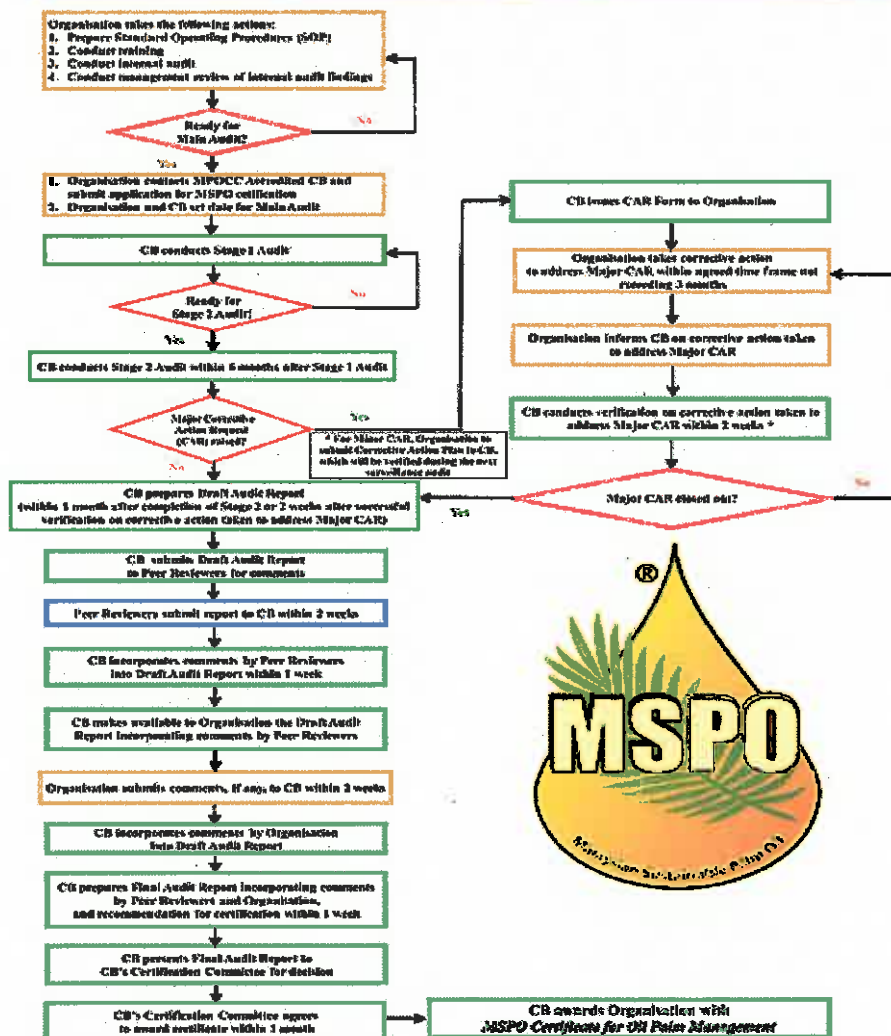 Organisation takes the following actions:
1. Prepare Standard Operating Procedures (SOP)
2. Conduct training
3. Conduct internal audit
4. Conduct management review of internal audit findings
Ready for
Main Audit?
No
Yes
1. Organisation contacts MPOCC Accredited CB and
submit application for MSPO certification
2. Organisation and CB set date for Main Audit
CB conducts Stage 1 Audit
Ready for
Stage 2 Audit?
No
Yes
CB conducts Stage 2 Audit within 6 months after Stage 1 Audit
Major Corrective
Action Request
(CAR) raised?
Yes
No
* For Minor CAR, Organisation to
submit Corrective Action Plan to CB,
which will be verified during the next
surveillance audit
CB issues CAR Form to Organisation
Organisation takes corrective action
to address Major CAR within agreed time frame not
exceeding 3 months
Organisation informs CB on corrective action taken
to address Major CAR
CB conducts verification on corrective action taken to
address Major CAR within 2 weeks *
Major CAR closed out?
No
Yes
CB prepares Draft Audit Report
(within 1 month after completion of Stage 2 or 2 weeks after successful
verification on corrective action taken to address Major CAR)
CB submits Draft Audit Report
to Peer Reviewers for comments
Peer Reviewers submit report to CB within 2 weeks
CB incorporates comments by Peer Reviewers
into Draft Audit Report within 1 week
CB makes available to Organisation the Draft Audit
Report incorporating comments by Peer Reviewers
Organisation submits comments, if any, to CB within 2 weeks
CB incorporates comments by Organisation
into Draft Audit Report
CB prepares Final Audit Report incorporating comments
by Peer Reviewers and Organisation,
and recommendation for certification within 1 week
CB presents Final Audit Report to
CB's Certification Committee for decision
CB's Certification Committee agrees
to award certificate within 1 month
CB awards Organisation with
MSPO Certificate for Oil Palm Management
®
MSPO
Malaysian Sustainable Palm Oil